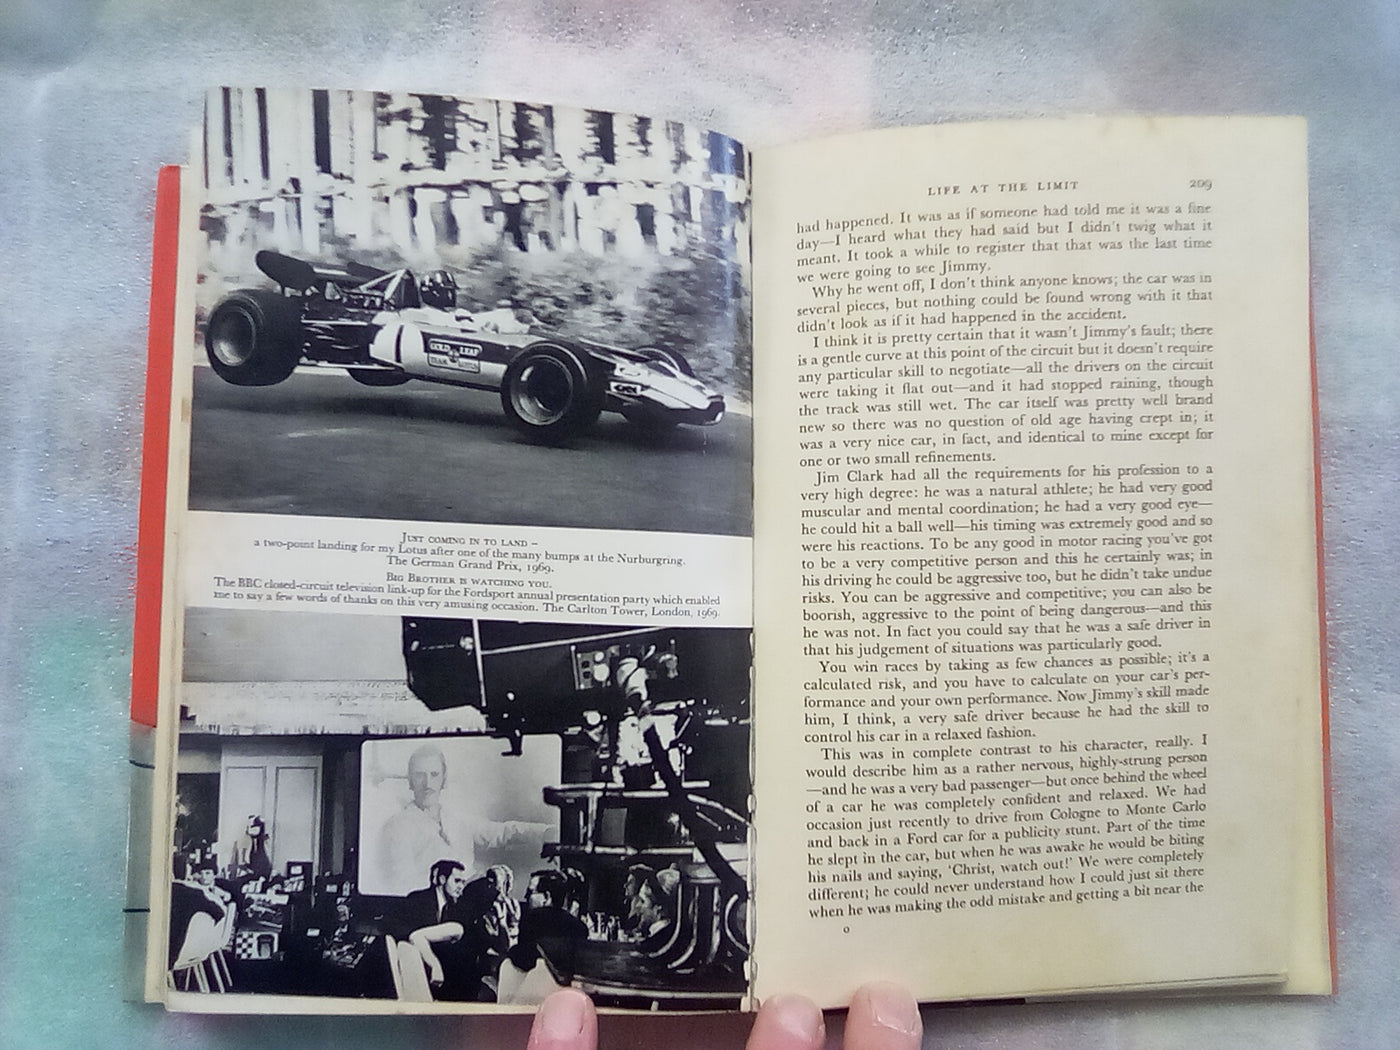 GOLD LEAF
TEAM LOTUS
JUST COMING IN TO LAND –
a two-point landing for my Lotus after one of the many bumps at the Nurburgring.
The German Grand Prix, 1969.
BIG BROTHER IS WATCHING YOU.
The BBC closed-circuit television link-up for the Fordsport annual presentation party which enabled
me to say a few words of thanks on this very amusing occasion. The Carlton Tower, London, 1969.
LIFE AT THE LIMIT 209
had happened. It was as if someone had told me it was a fine
day—I heard what they had said but I didn't twig what it
meant. It took a while to register that that was the last time
we were going to see Jimmy.
Why he went off, I don't think anyone knows; the car was in
several pieces, but nothing could be found wrong with it that
didn't look as if it had happened in the accident.
I think it is pretty certain that it wasn't Jimmy's fault; there
is a gentle curve at this point of the circuit but it doesn't require
any particular skill to negotiate—all the drivers on the circuit
were taking it flat out—and it had stopped raining, though
the track was still wet. The car itself was pretty well brand
new so there was no question of old age having crept in; it
was a very nice car, in fact, and identical to mine except for
one or two small refinements.
Jim Clark had all the requirements for his profession to a
very high degree: he was a natural athlete; he had very good
muscular and mental coordination; he had a very good eye—
he could hit a ball well—his timing was extremely good and so
were his reactions. To be any good in motor racing you've got
to be a very competitive person and this he certainly was; in
his driving he could be aggressive too, but he didn't take undue
risks. You can be aggressive and competitive; you can also be
boorish, aggressive to the point of being dangerous—and this
he was not. In fact you could say that he was a safe driver in
that his judgement of situations was particularly good.
You win races by taking as few chances as possible; it's a
calculated risk, and you have to calculate on your car's per-
formance and your own performance. Now Jimmy's skill made
him, I think, a very safe driver because he had the skill to
control his car in a relaxed fashion.
This was in complete contrast to his character, really. I
would describe him as a rather nervous, highly-strung person
—and he was a very bad passenger—but once behind the wheel
of a car he was completely confident and relaxed. We had
occasion just recently to drive from Cologne to Monte Carlo
and back in a Ford car for a publicity stunt. Part of the time
he slept in the car, but when he was awake he would be biting
his nails and saying, 'Christ, watch out!' We were completely
different; he could never understand how I could just sit there
when he was making the odd mistake and getting a bit near the
o